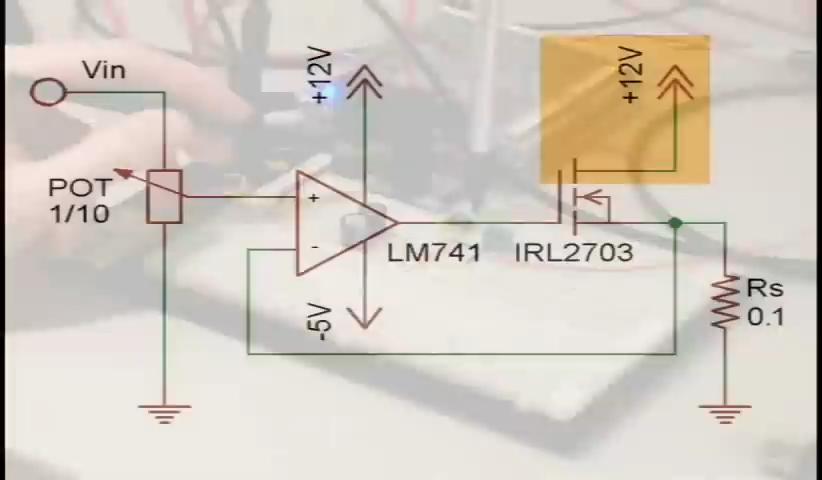 Vin
+12V
+12V
POT
1/10
+
-
LM741
IRL2703
-5V
Rs
0.1